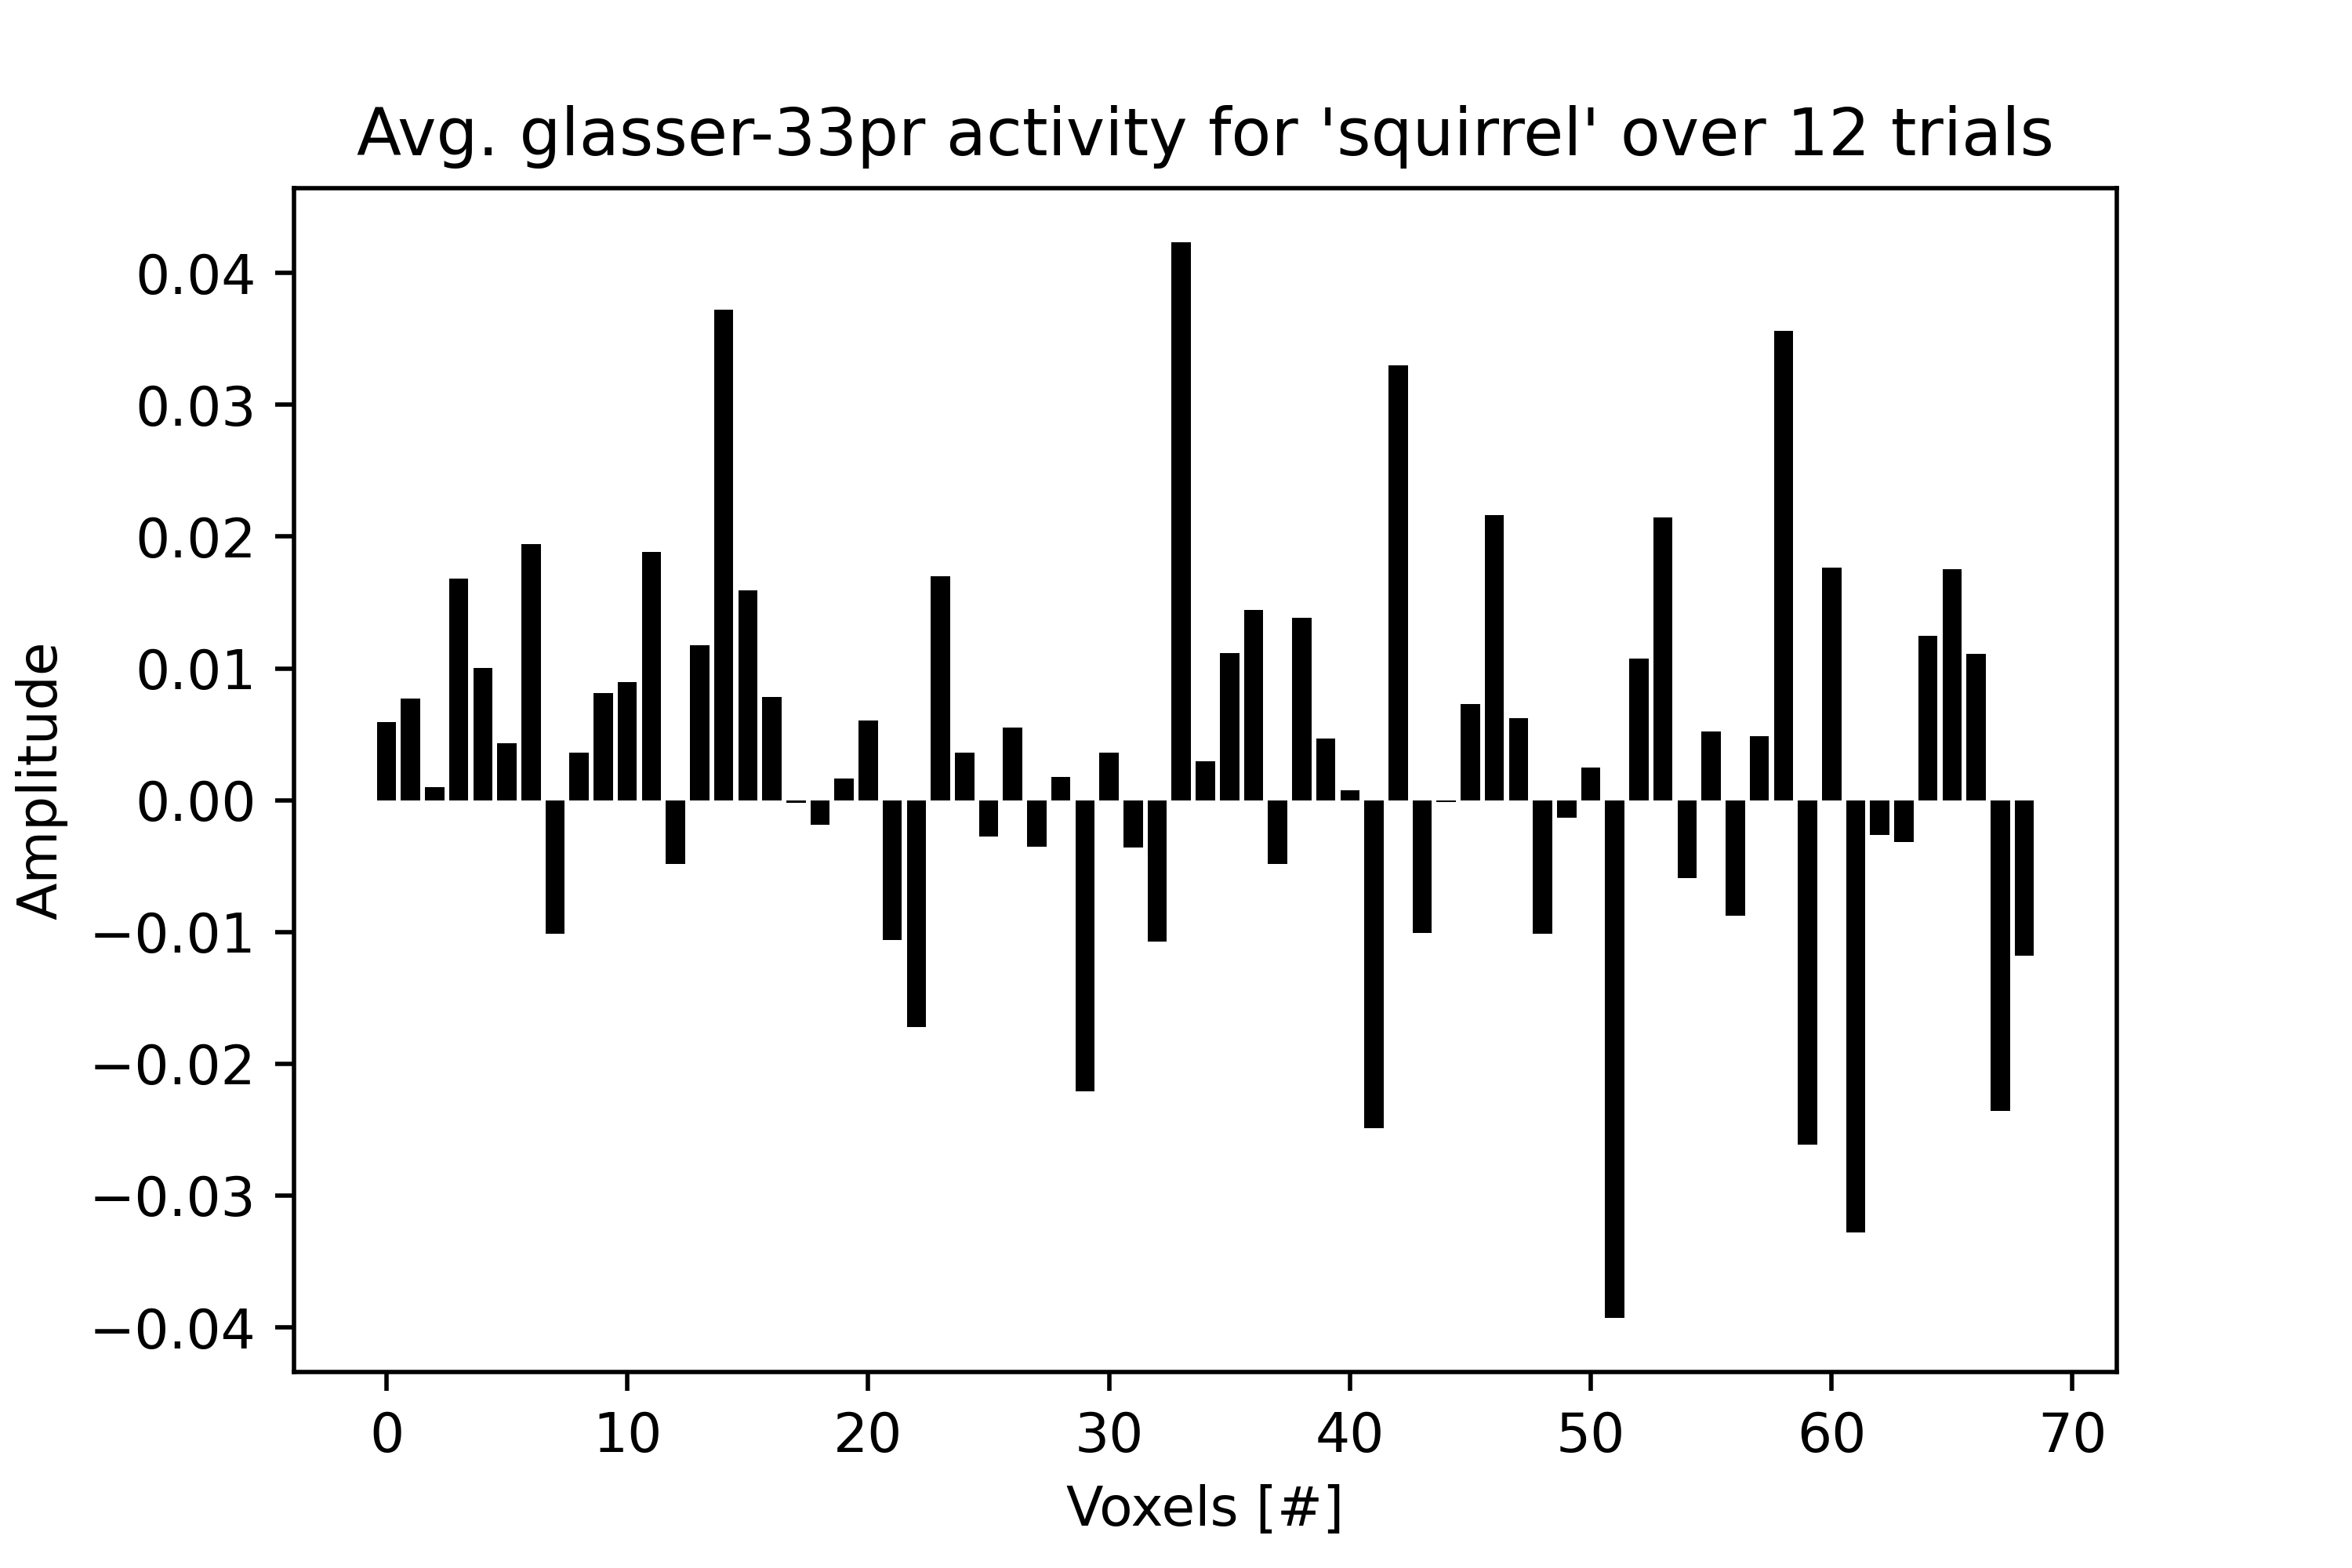 Avg. glasser-33pr activity for 'squirrel' over 12 trials
0.04
0.03
0.02
0.01
0.00
−0.01
−0.02
−0.03
−0.04
Amplitude
0 10 20 30 40 50 60 70
Voxels [#]